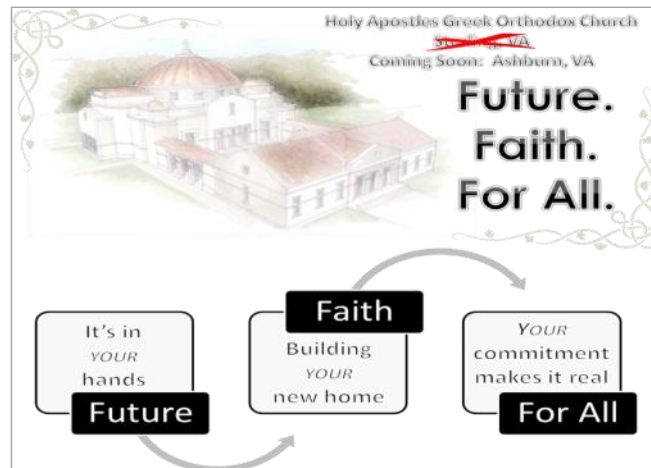 Holy Apostles Greek Orthodox Church
Sterling, VA
Coming Soon: Ashburn, VA
Future.
Faith.
For All.
It's in
YOUR
hands
Future
Faith
Building
YOUR
new home
YOUR
commitment
makes it real
For All